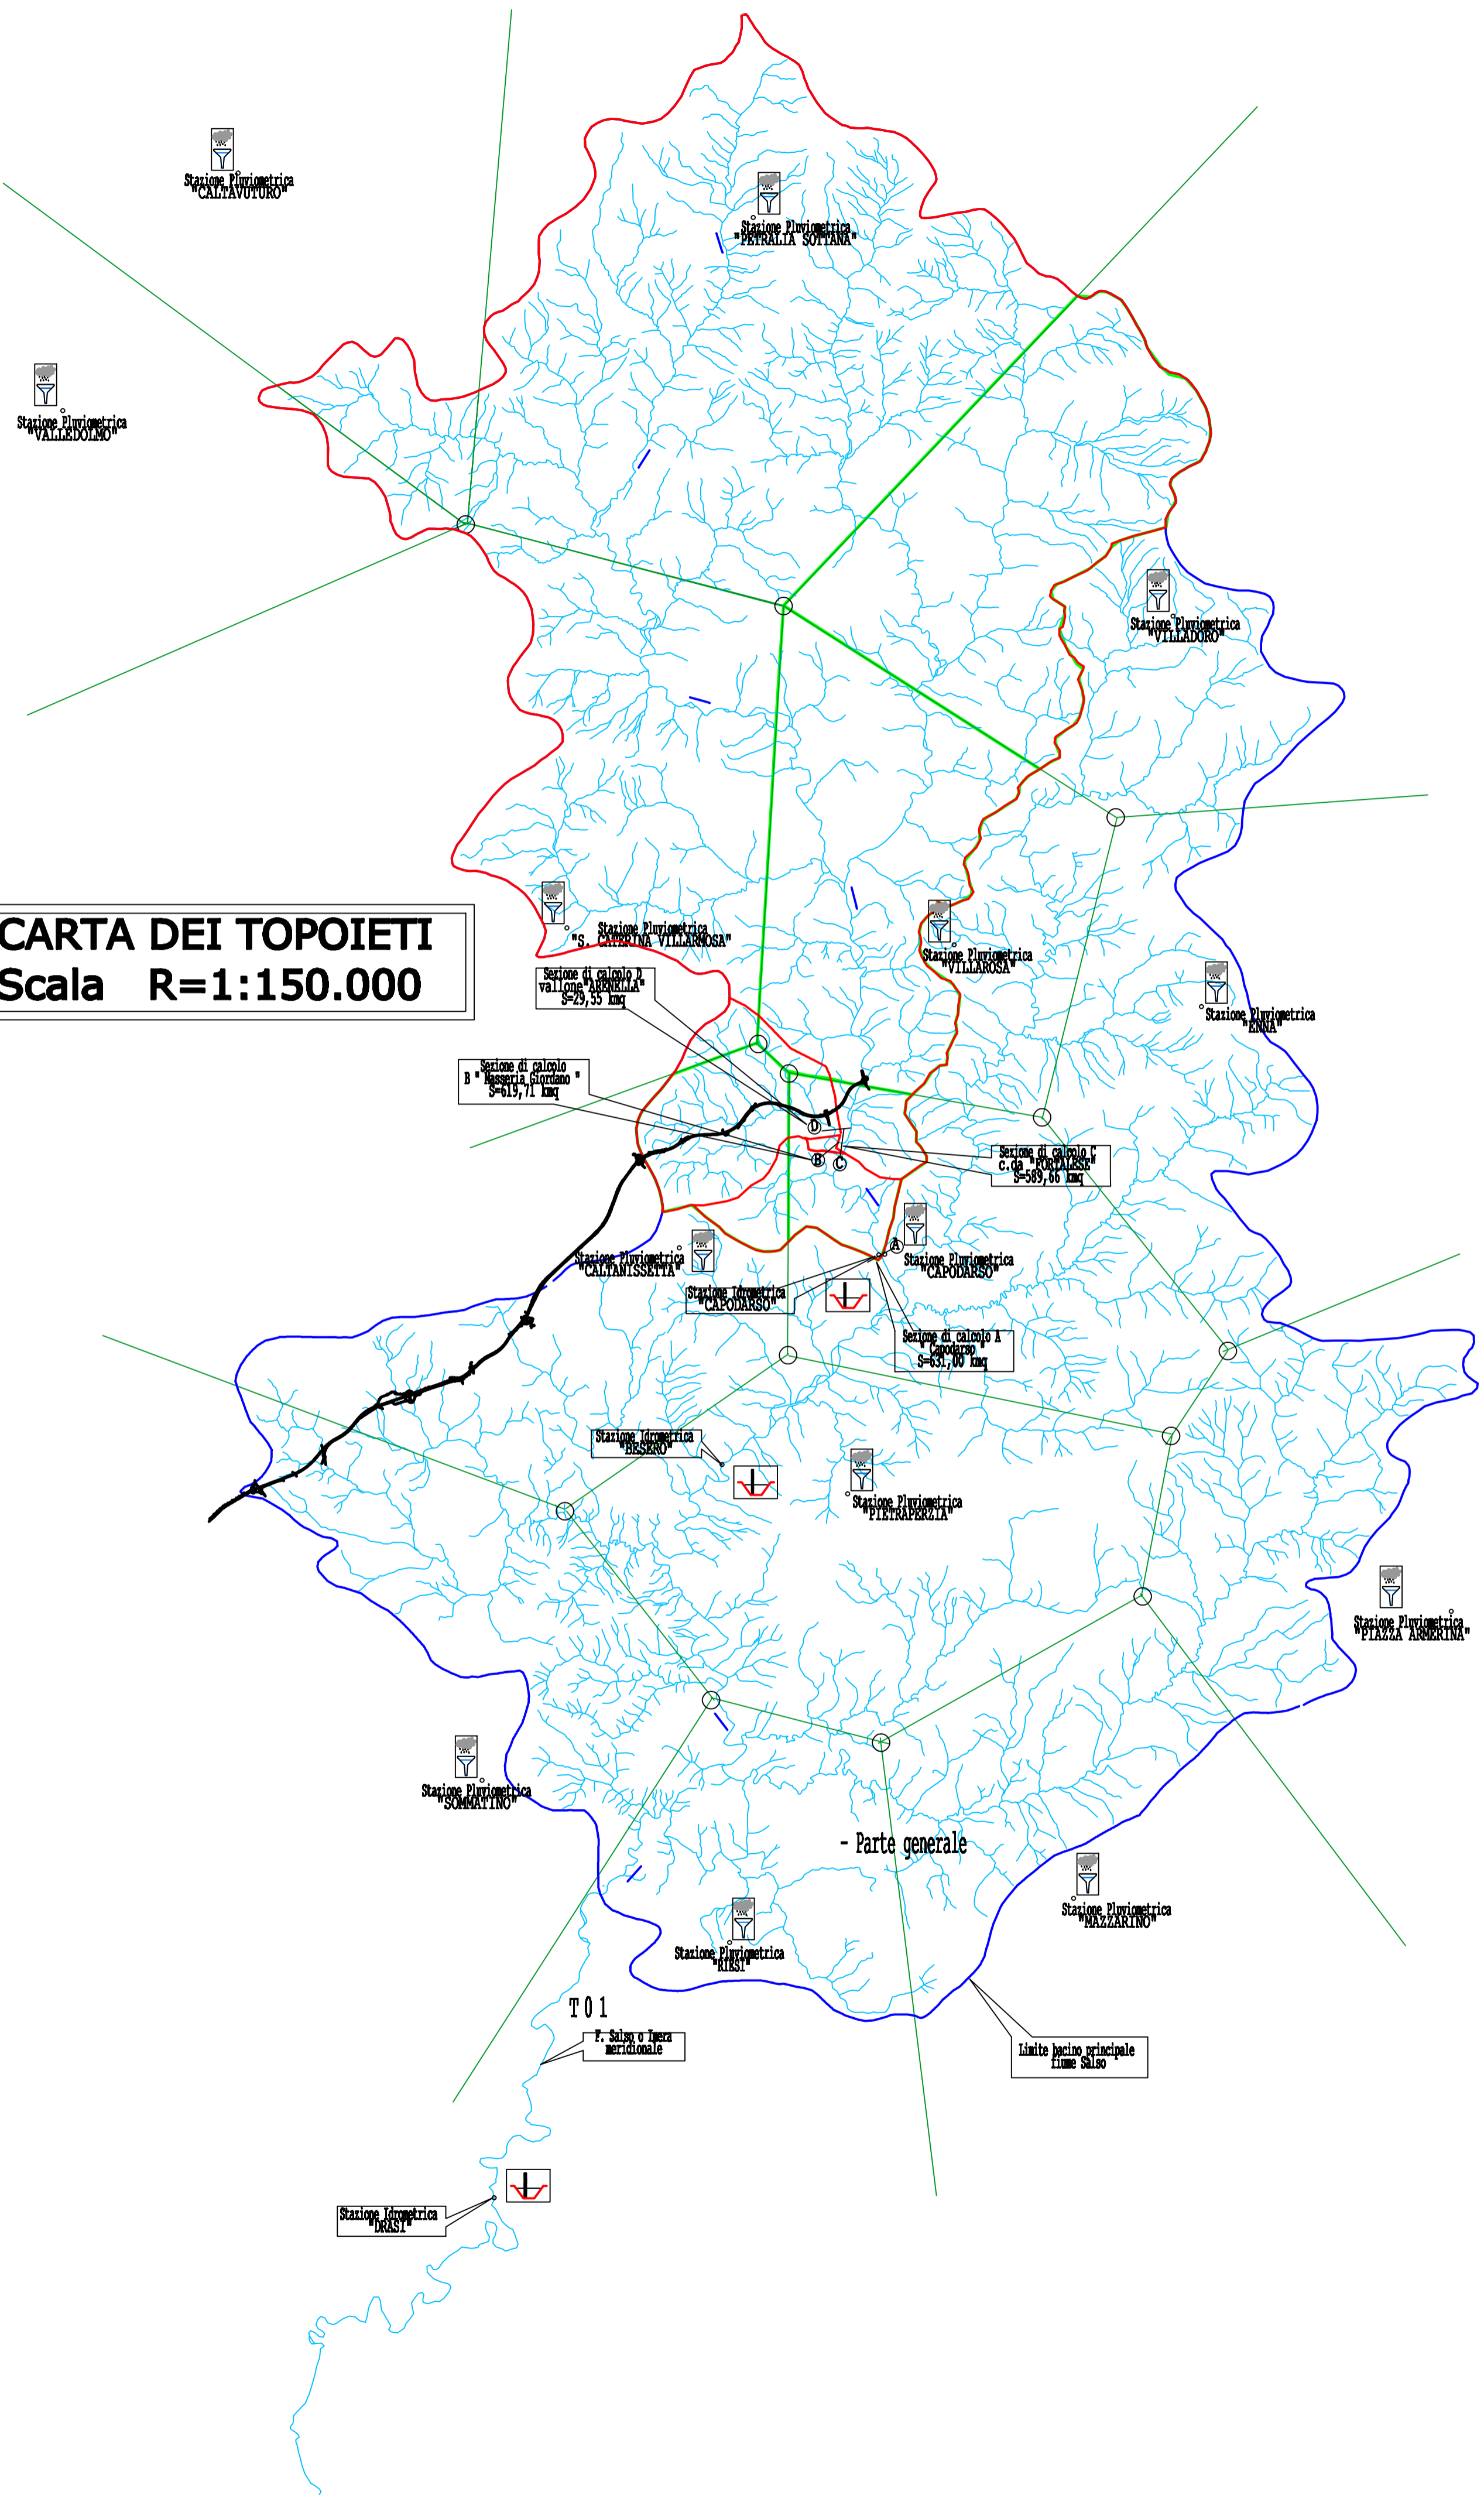 Stazione Pluviometrica
"CALTAVUTURO"
Stazione Pluviometrica
"PETRALIA SOTTANA"
Stazione Pluviometrica
"VALLEDOLMO"
Stazione Pluviometrica
"VILLADORO"
CARTA DEI TOPOIETI
Scala R=1:150.000
Stazione Pluviometrica
"S. CATERINA VILLARMOSA"
Stazione Pluviometrica
"VILLAROSA"
Sezione di calcolo D
vallone"ARENELLA"
S=29,55 kmq
Stazione Pluviometrica
"ENNA"
Sezione di calcolo
B " Masseria Giordano "
S=619,71 kmq
D
B
C
Sezione di calcolo C
c.da "PORTALESE"
S=589,66 kmq
A
Stazione Pluviometrica
"CALTANISSETTA"
Stazione Pluviometrica
"CAPODARSO"
Stazione Idrometrica
"CAPODARSO"
Sezione di calcolo A
" Capodarso "
S=631,00 kmq
Stazione Idrometrica
"BESERO"
Stazione Pluviometrica
"PIETRAPERZIA"
Stazione Pluviometrica
"PIAZZA ARMERINA"
Stazione Pluviometrica
"SOMMATINO"
- Parte generale
Stazione Pluviometrica
"MAZZARINO"
Stazione Pluviometrica
"RIESI"
T01
F. Salso o Imera
meridionale
Limite bacino principale
fiume Salso
Stazione Idrometrica
"DRASI"